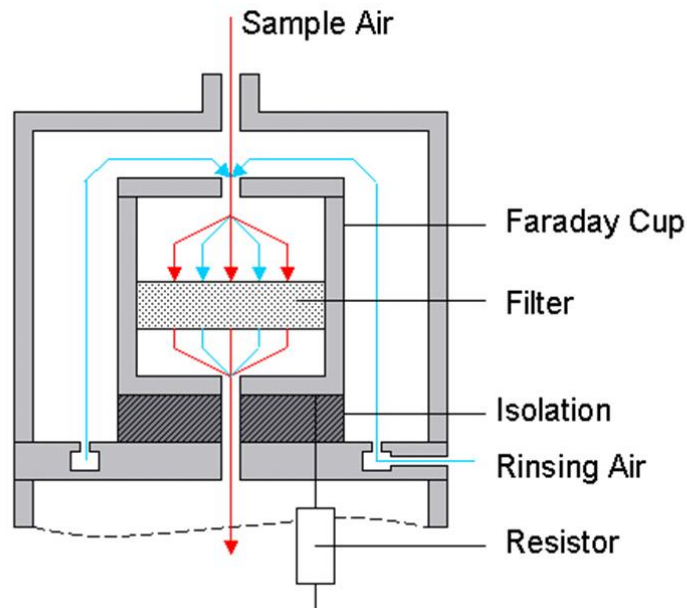 Sample Air
Faraday Cup
Filter
Isolation
Rinsing Air
Resistor